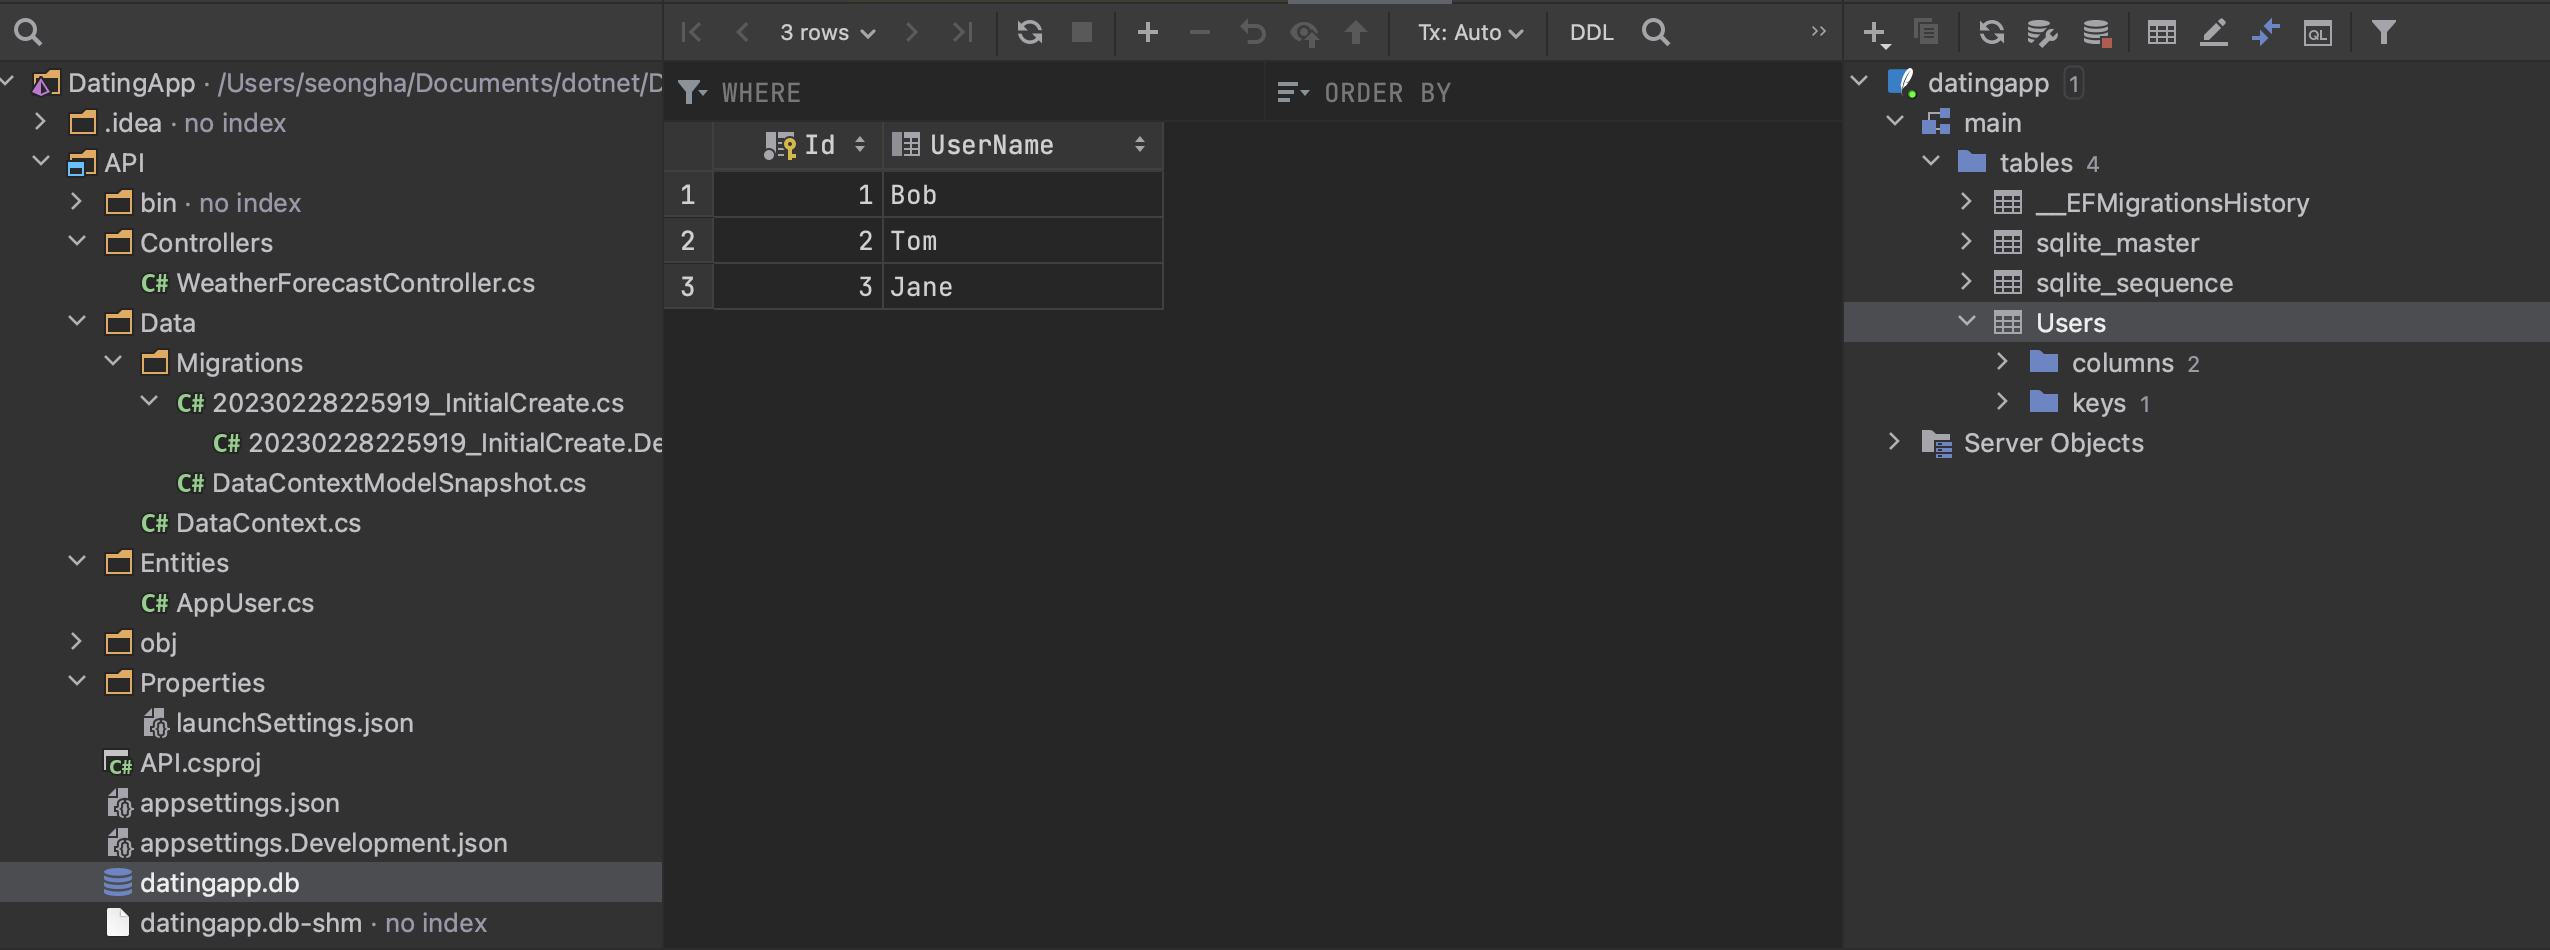 DatingApp · /Users/seongha/Documents/dotnet/D
.idea · no index
API
bin · no index
Controllers
C# WeatherForecastController.cs
Data
Migrations
C# 20230228225919_InitialCreate.cs
C# 20230228225919_InitialCreate.De
C# DataContextModelSnapshot.cs
C# DataContext.cs
Entities
C# AppUser.cs
obj
Properties
launchSettings.json
C# API.csproj
appsettings.json
appsettings.Development.json
datingapp.db
datingapp.db-shm · no index
3 rows Tx: Auto DDL
WHERE ORDER BY
Id UserName
1 1 Bob
2 2 Tom
3 3 Jane
QL
datingapp 1
main
tables 4
__EFMigrationsHistory
sqlite_master
sqlite_sequence
Users
columns 2
keys 1
Server Objects